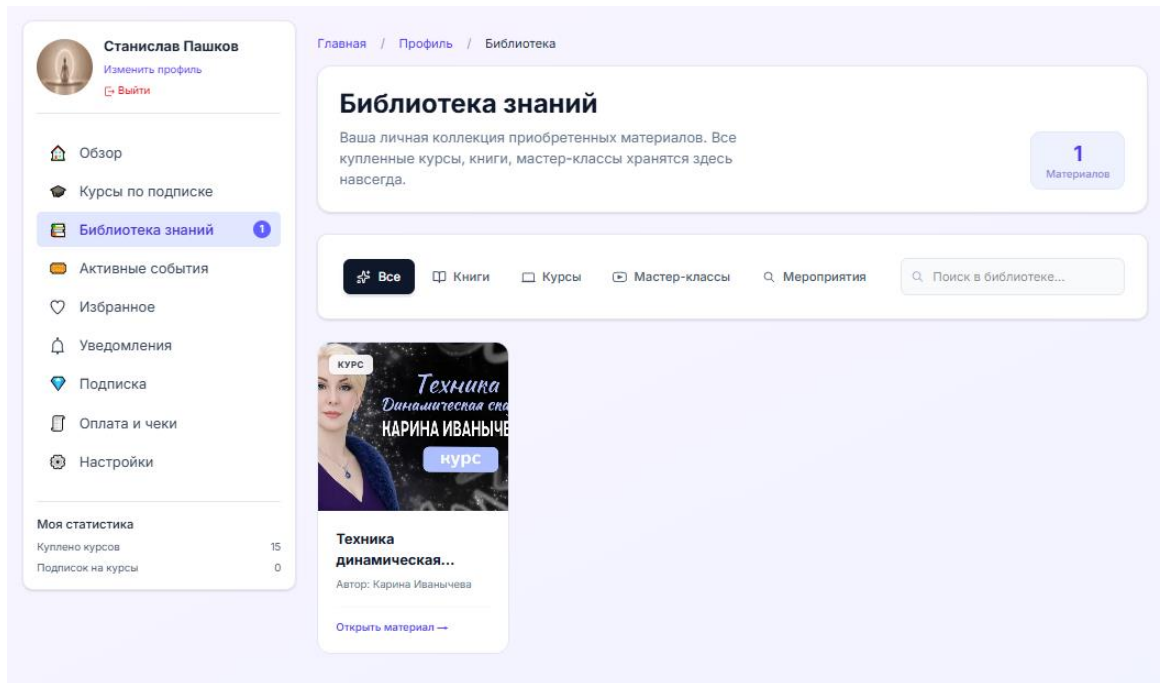 Станислав Пашков
Изменить профиль
Выйти
Обзор
Курсы по подписке
Библиотека знаний 1
Активные события
Избранное
Уведомления
Подписка
Оплата и чеки
Настройки
Моя статистика
Куплено курсов 15
Подписок на курсы 0
Главная / Профиль / Библиотека
Библиотека знаний
Ваша личная коллекция приобретенных материалов. Все
купленные курсы, книги, мастер-классы хранятся здесь
навсегда.
1
Материалов
Все Книги Курсы Мастер-классы Мероприятия Поиск в библиотеке...
КУРС
Техника
Динамическая
КАРИНА ИВАНЫЧЕ
курс
Техника
динамическая...
Автор: Карина Иванычева
Открыть материал →